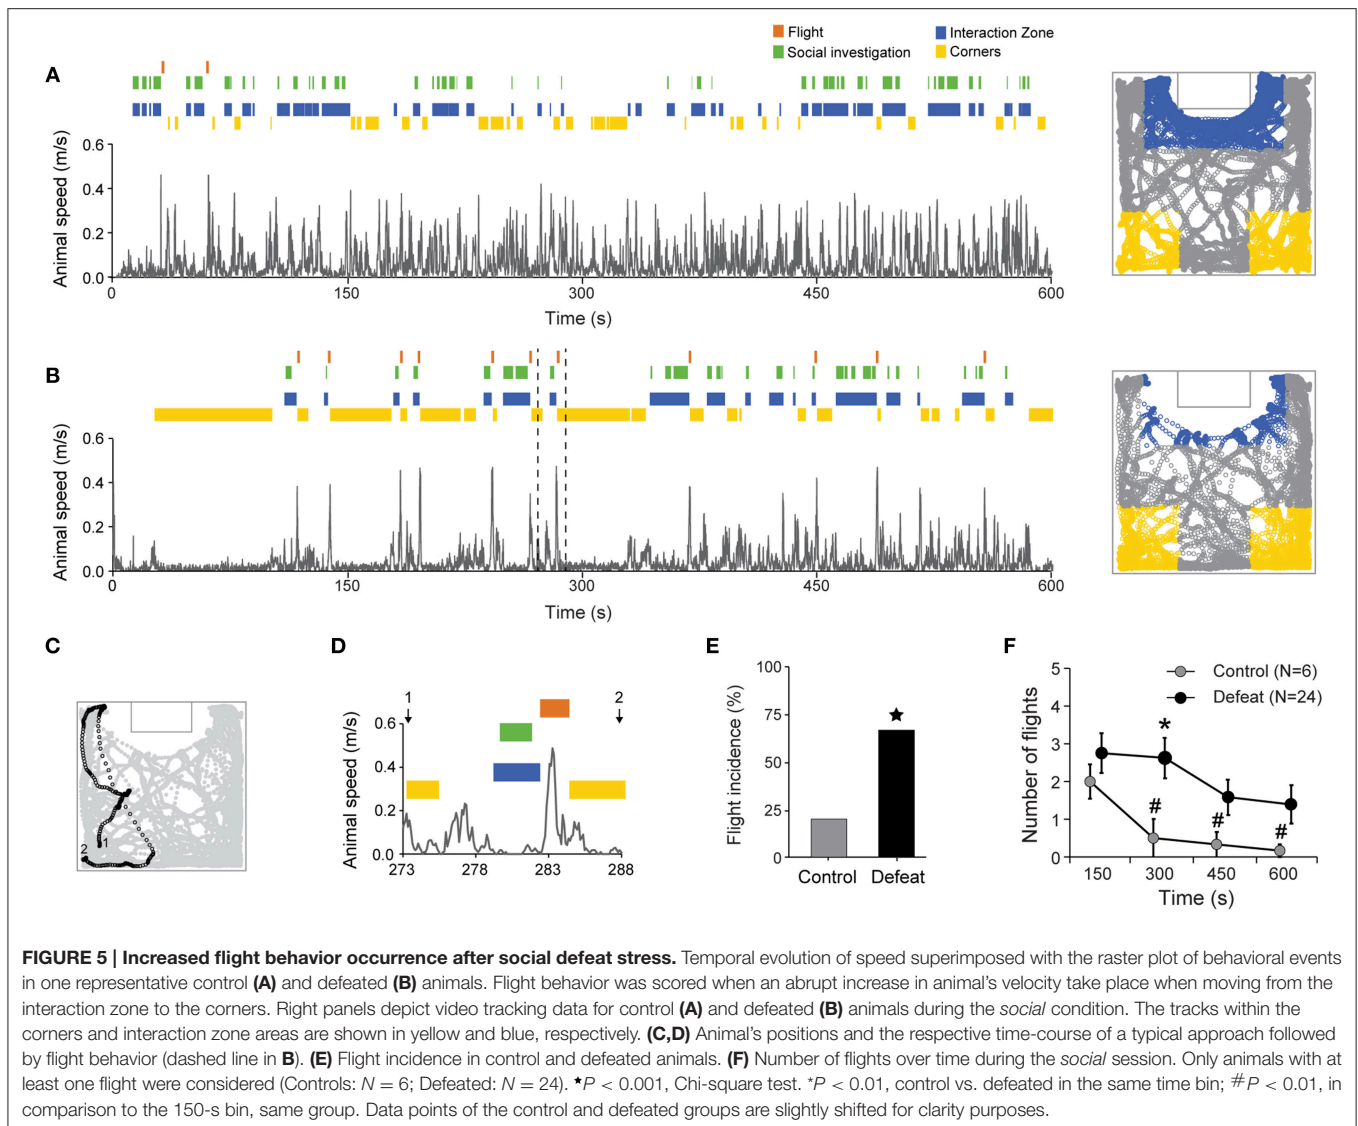 Flight
Interaction Zone
Social investigation
Corners
A
0.6
0.4
0.2
0.0
Animal speed (m/s)
0
150
300
450
600
Time (s)
B
0.6
0.4
0.2
0.0
Animal speed (m/s)
0
150
300
450
600
Time (s)
C
2
1
D
1
2
0.6
0.4
0.2
0.0
Animal speed (m/s)
273
278
283
288
E
100
75
50
25
0
Flight incidence (%)
★
Control
Defeat
F
5
4
3
2
1
0
Number of flights
Control (N=6)
Defeat (N=24)
*
#
#
#
150
300
450
600
Time (s)
FIGURE 5 | Increased flight behavior occurrence after social defeat stress. Temporal evolution of speed superimposed with the raster plot of behavioral events
in one representative control (A) and defeated (B) animals. Flight behavior was scored when an abrupt increase in animal's velocity take place when moving from the
interaction zone to the corners. Right panels depict video tracking data for control (A) and defeated (B) animals during the social condition. The tracks within the
corners and interaction zone areas are shown in yellow and blue, respectively. (C,D) Animal's positions and the respective time-course of a typical approach followed
by flight behavior (dashed line in B). (E) Flight incidence in control and defeated animals. (F) Number of flights over time during the social session. Only animals with at
least one flight were considered (Controls: N = 6; Defeated: N = 24). ★P < 0.001, Chi-square test. *P < 0.01, control vs. defeated in the same time bin; #P < 0.01, in
comparison to the 150-s bin, same group. Data points of the control and defeated groups are slightly shifted for clarity purposes.